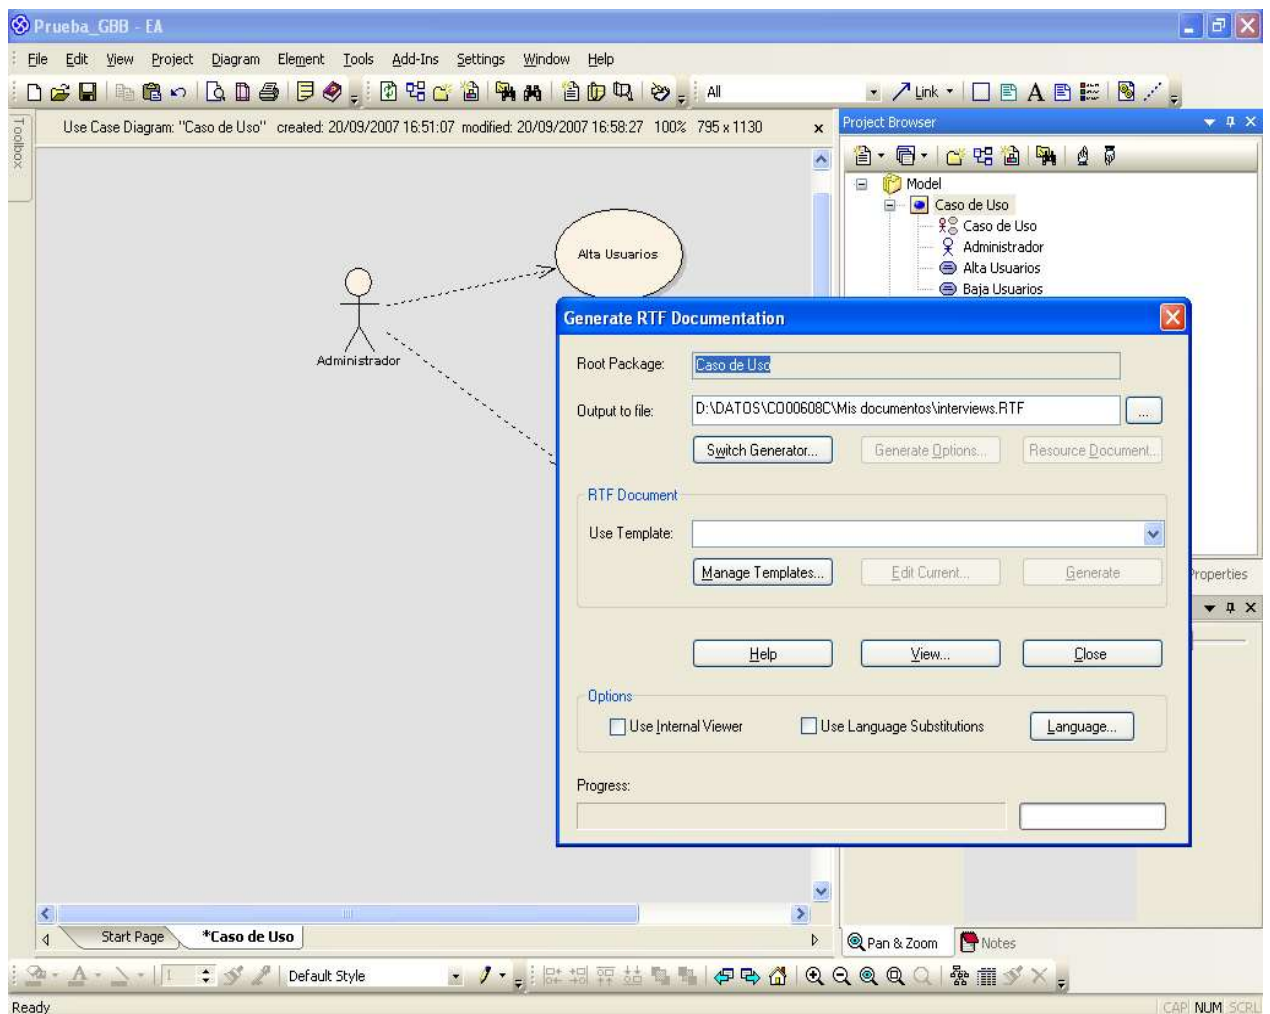 Prueba_GBB - EA
File Edit View Project Diagram Element Tools Add-Ins Settings Window Help
All
Link
Toolbox
Use Case Diagram: "Caso de Uso" created: 20/09/2007 16:51:07 modified: 20/09/2007 16:58:27 100% 795 x 1130
Project Browser
Model
Caso de Uso
Caso de Uso
Administrador
Alta Usuarios
Baja Usuarios
Alta Usuarios
Administrador
Generate RTF Documentation
Root Package: Caso de Uso
Output to file: D:\DATOS\CO00608C\Mis documentos\interviews.RTF ...
Switch Generator... Generate Options... Resource Document...
RTF Document
Use Template:
Manage Templates... Edit Current... Generate
Properties
Help View... Close
Options
Use Internal Viewer Use Language Substitutions Language...
Progress:
Start Page *Caso de Uso
Pan & Zoom Notes
1 Default Style
Ready CAP NUM SCRL